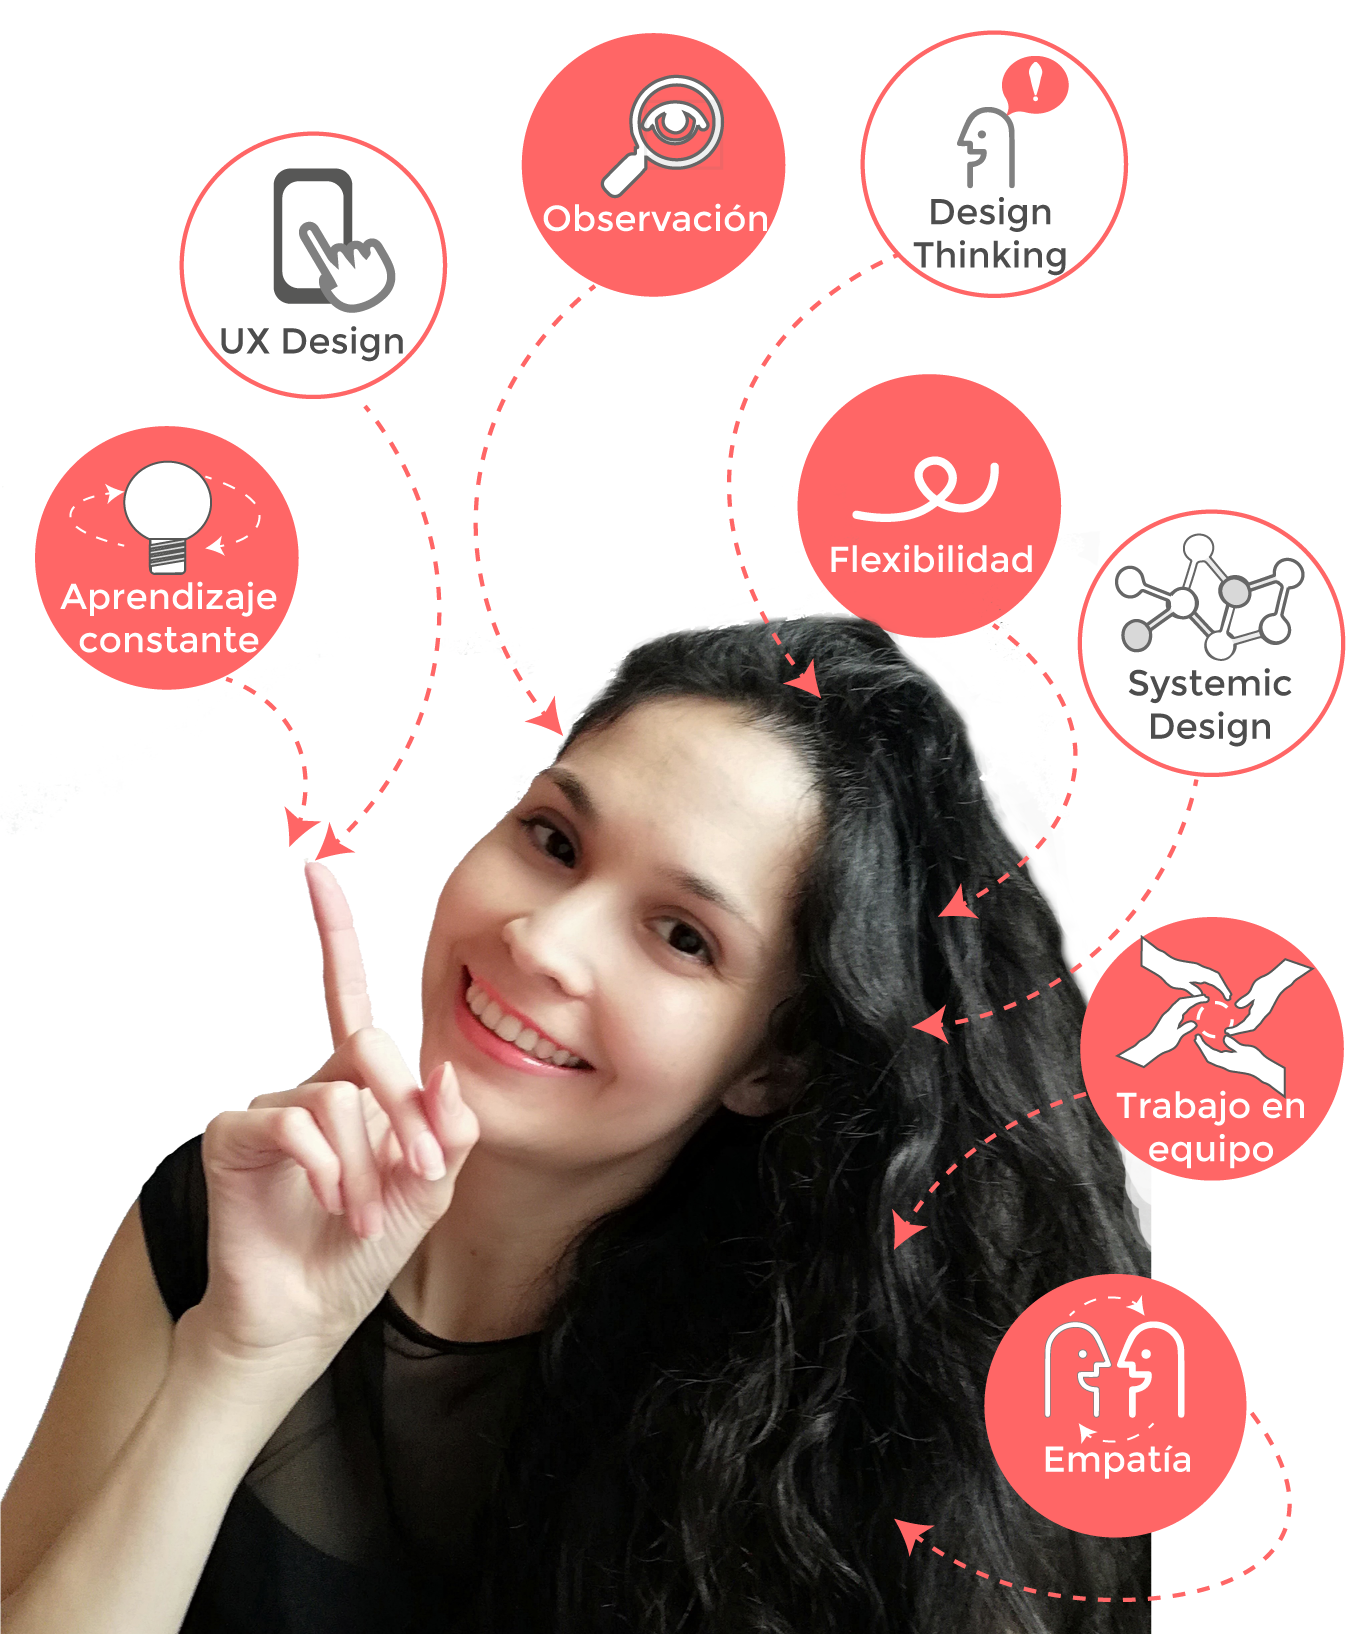 Observación
Design
Thinking
UX Design
Flexibilidad
Aprendizaje
constante
Systemic
Design
Trabajo en
equipo
Empatía